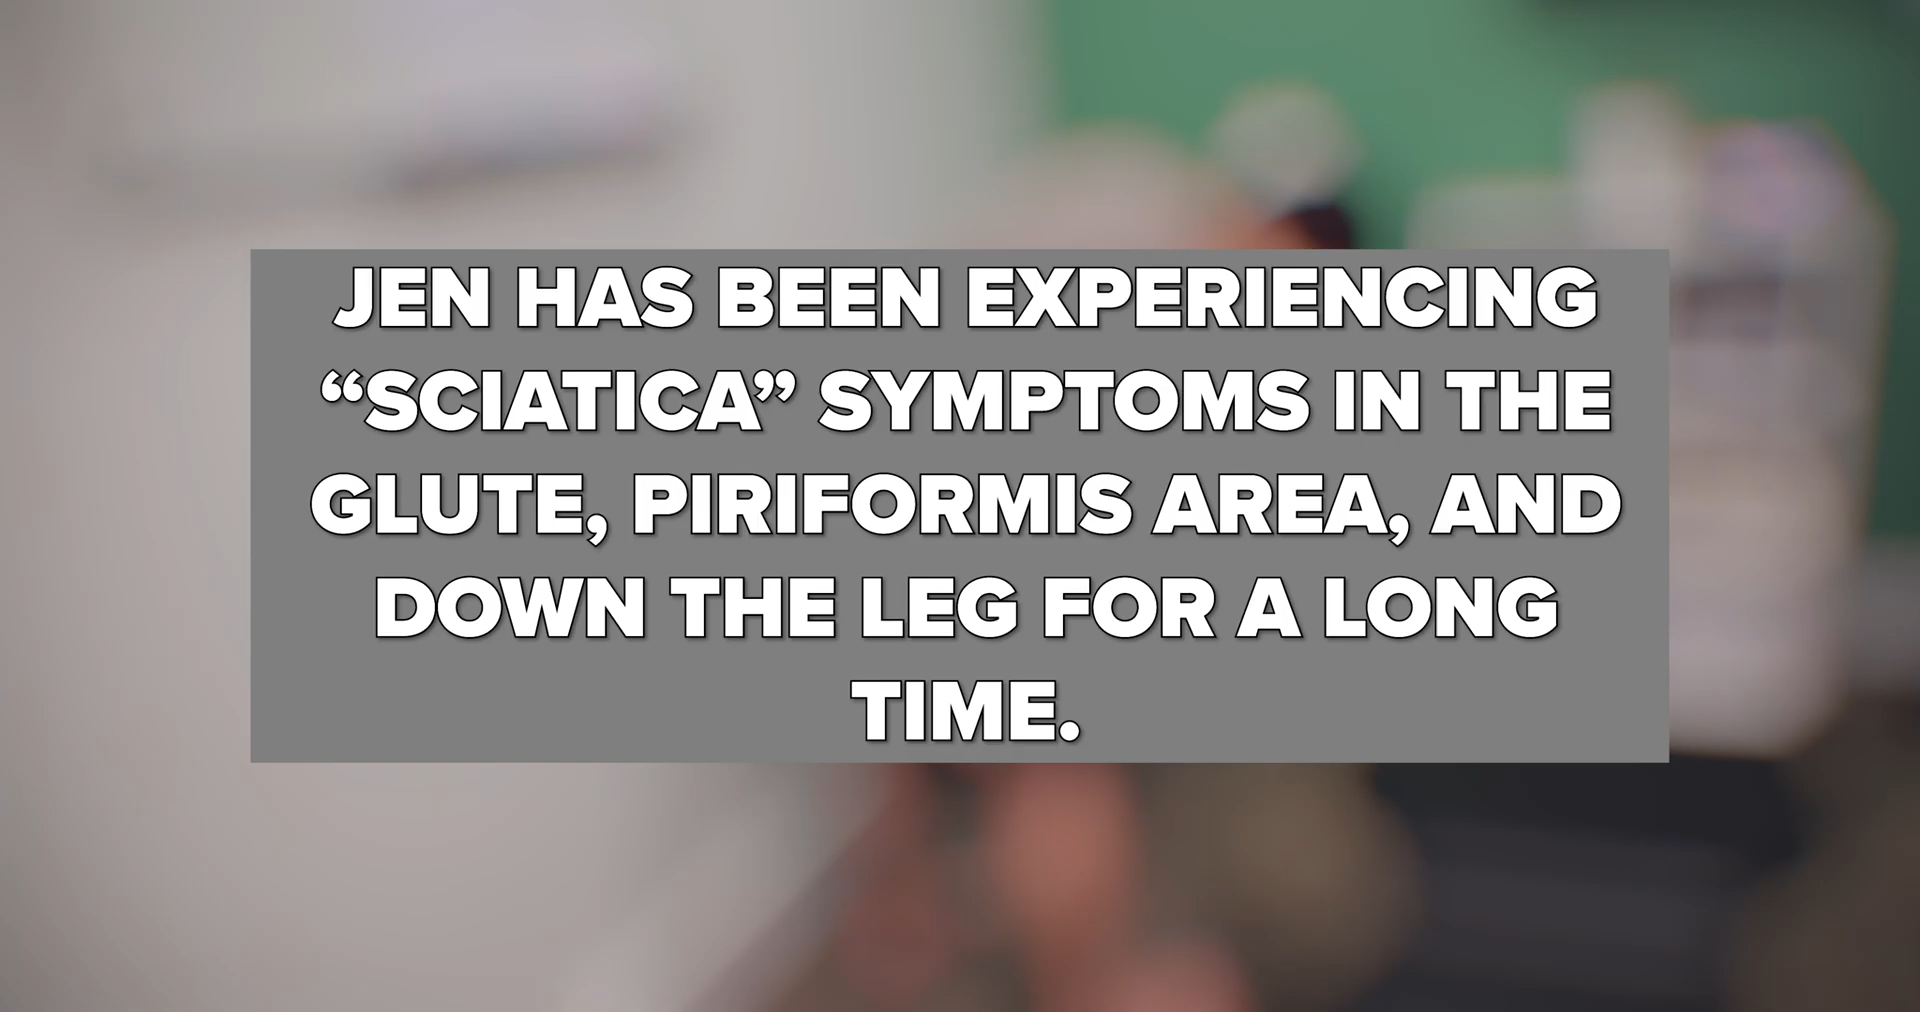 JEN HAS BEEN EXPERIENCING
“SCIATICA” SYMPTOMS IN THE
GLUTE, PIRIFORMIS AREA, AND
DOWN THE LEG FOR A LONG
TIME.